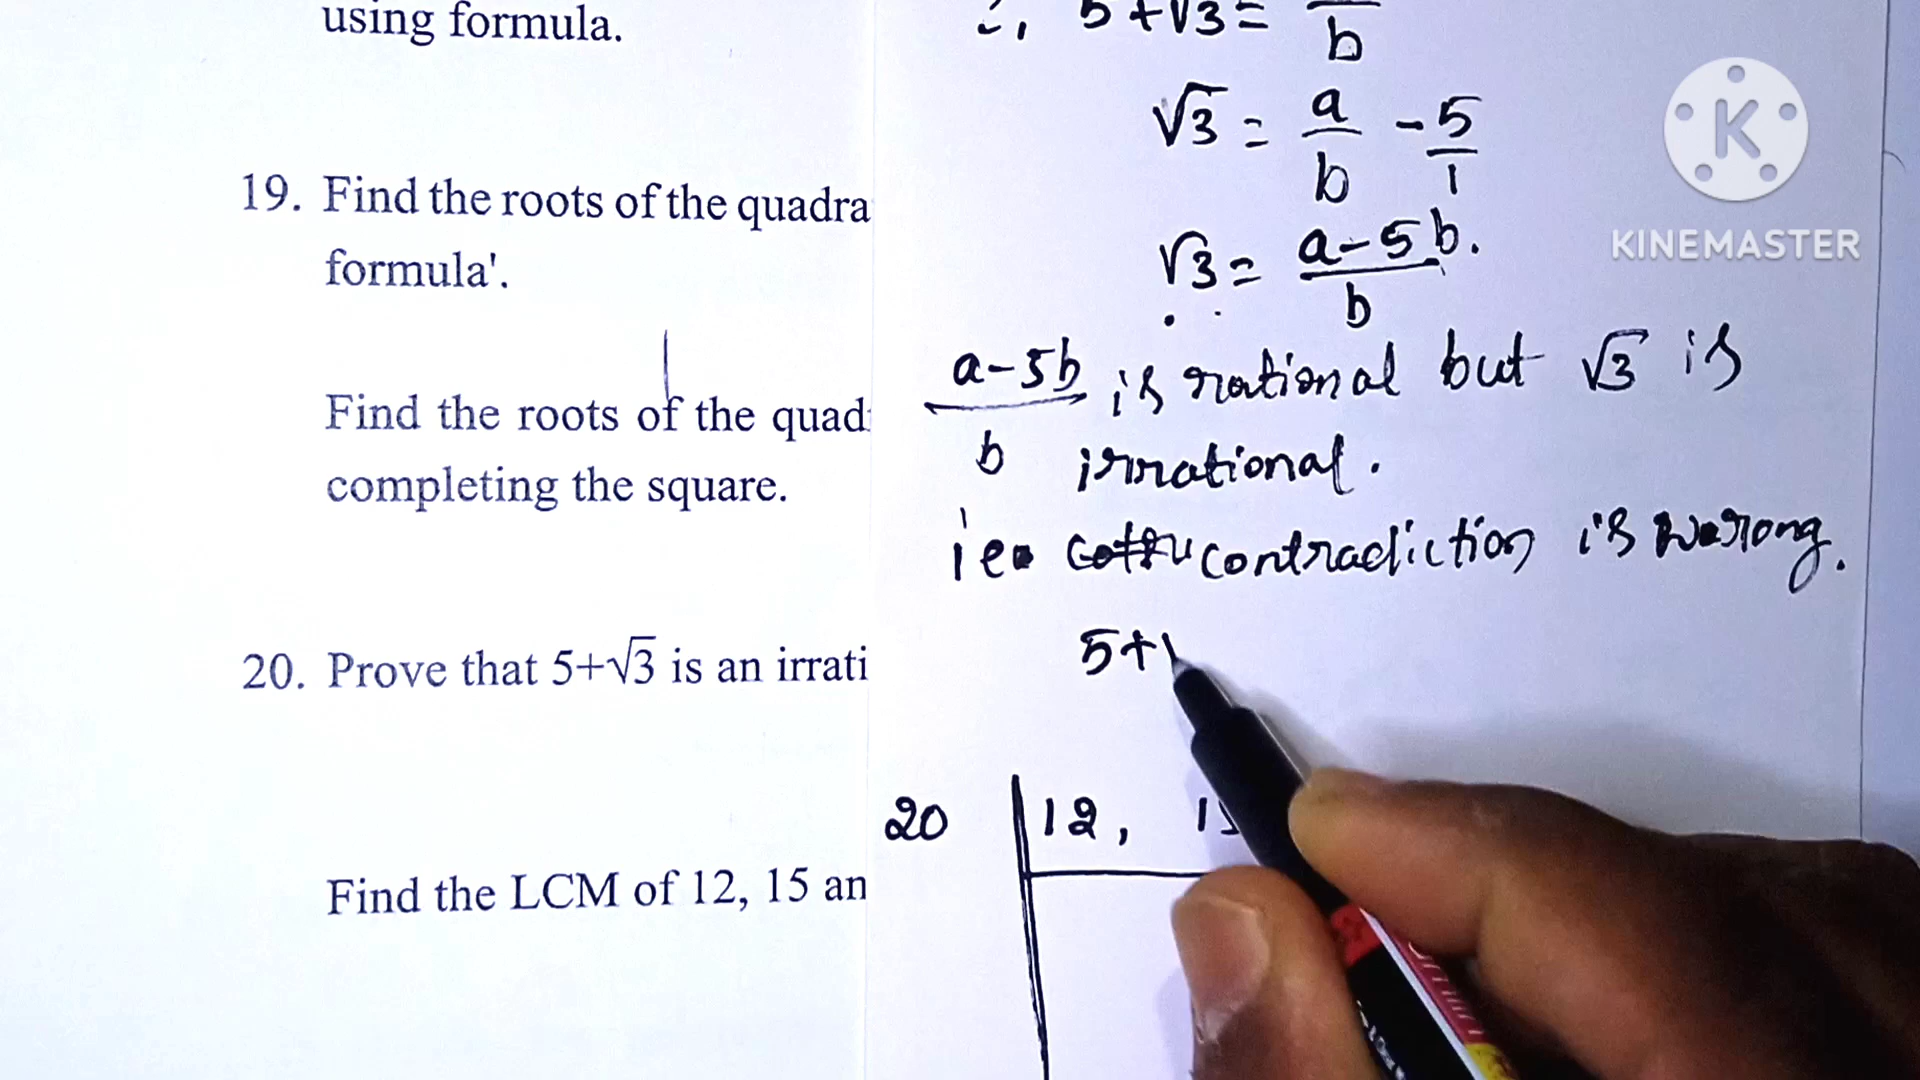 using formula.
19. Find the roots of the quadra
formula'.
Find the roots of the quad
completing the square.
20. Prove that 5+√3 is an irrati
Find the LCM of 12, 15 an
∴, 5+√3 = —/b
√3 = a/b - 5/1
√3 = a-5b/b.
a-5b/b is rational but √3 is
irrational.
ie. contradiction is wrong.
5+
20 12, 15
K
KINEMASTER